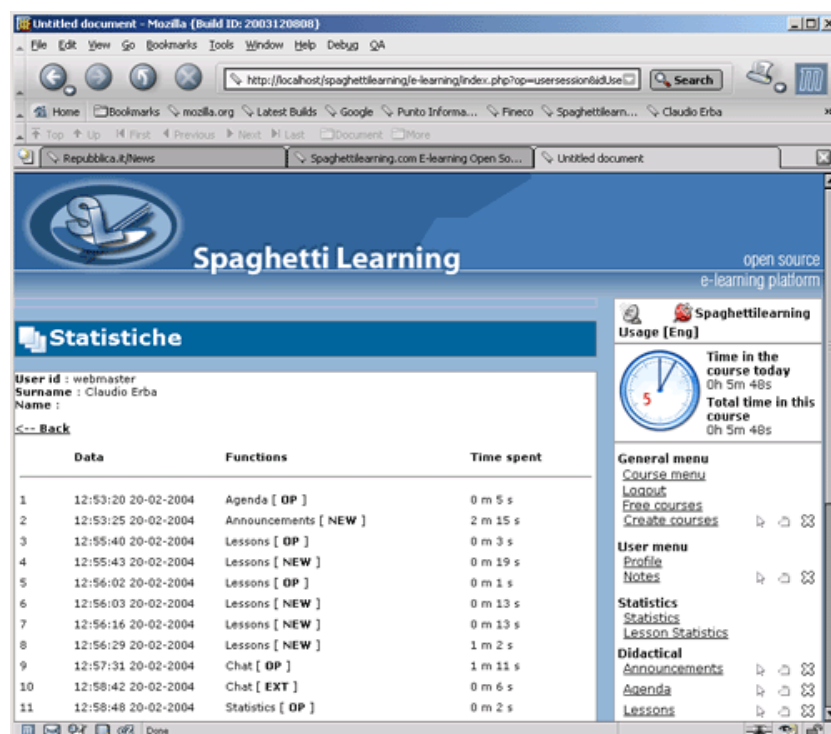 Untitled document - Mozilla {Build ID: 2003120808}
File Edit View Go Bookmarks Tools Window Help Debug QA
http://localhost/spaghettilearning/e-learning/index.php?op=usersession&idUse
Search
Home Bookmarks mozilla.org Latest Builds Google Punto Informa... Fineco Spaghettilearn... Claudio Erba
Top Up First Previous Next Last Document More
Repubblica.it/News Spaghettilearning.com E-learning Open So... Untitled document
SL
Spaghetti Learning
open source
e-learning platform
Statistiche
User id : webmaster
Surname : Claudio Erba
Name :
<-- Back
Data Functions Time spent
1 12:53:20 20-02-2004 Agenda [ OP ] 0 m 5 s
2 12:53:25 20-02-2004 Announcements [ NEW ] 2 m 15 s
3 12:55:40 20-02-2004 Lessons [ OP ] 0 m 3 s
4 12:55:43 20-02-2004 Lessons [ NEW ] 0 m 19 s
5 12:56:02 20-02-2004 Lessons [ OP ] 0 m 1 s
6 12:56:03 20-02-2004 Lessons [ NEW ] 0 m 13 s
7 12:56:16 20-02-2004 Lessons [ NEW ] 0 m 13 s
8 12:56:29 20-02-2004 Lessons [ NEW ] 1 m 2 s
9 12:57:31 20-02-2004 Chat [ OP ] 1 m 11 s
10 12:58:42 20-02-2004 Chat [ EXT ] 0 m 6 s
11 12:58:48 20-02-2004 Statistics [ OP ] 0 m 2 s
Spaghettilearning
Usage [Eng]
5
Time in the
course today
0h 5m 48s
Total time in this
course
0h 5m 48s
General menu
Course menu
Logout
Free courses
Create courses
User menu
Profile
Notes
Statistics
Statistics
Lesson Statistics
Didactical
Announcements
Agenda
Lessons
Done